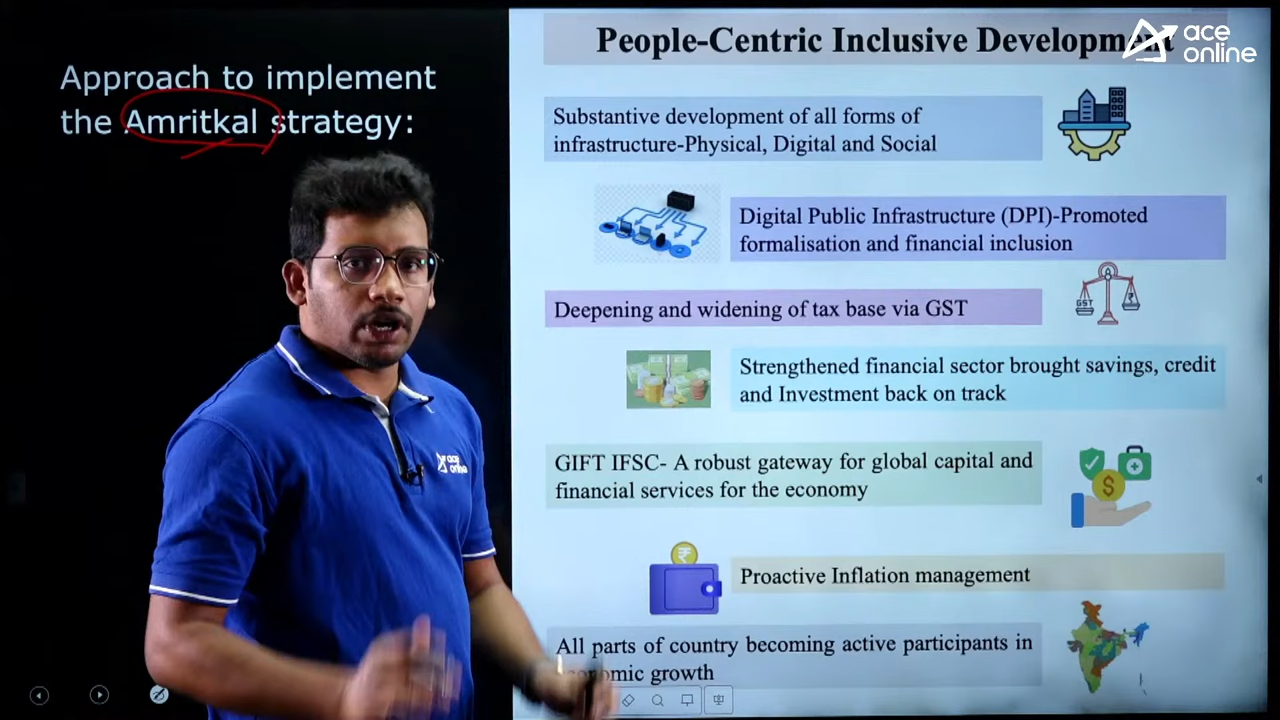 Approach to implement
the Amritkal strategy:
People-Centric Inclusive Development
ace
online
Substantive development of all forms of
infrastructure-Physical, Digital and Social
Digital Public Infrastructure (DPI)-Promoted
formalisation and financial inclusion
Deepening and widening of tax base via GST
GST
Strengthened financial sector brought savings, credit
and Investment back on track
GIFT IFSC- A robust gateway for global capital and
financial services for the economy
Proactive Inflation management
All parts of country becoming active participants in
economic growth
ace
online